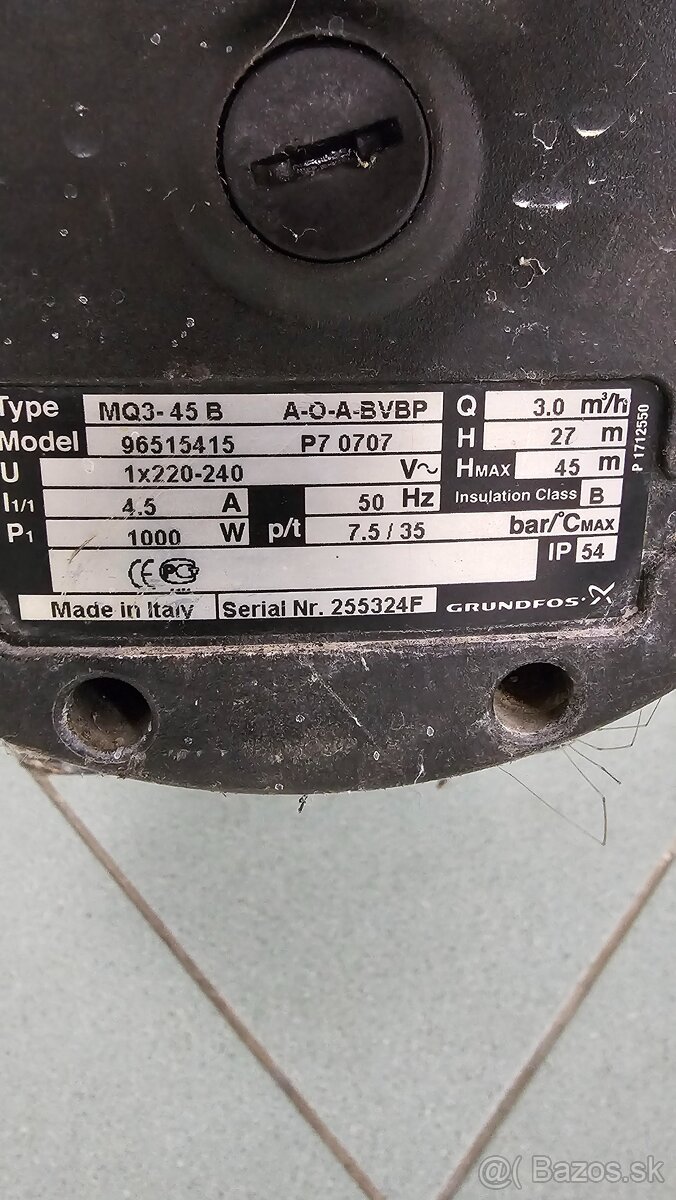 Type MQ3-45 B A-O-A-BVBP Q 3.0 m³/h
Model 96515415 P7 0707 H 27 m
U 1x220-240 V~ HMAX 45 m
I1/1 4.5 A 50 Hz Insulation Class B
P1 1000 W p/t 7.5 / 35 bar/°CMAX
IP 54
CE
Made in Italy Serial Nr. 255324F GRUNDFOS
P 1712550
@( Bazos.sk